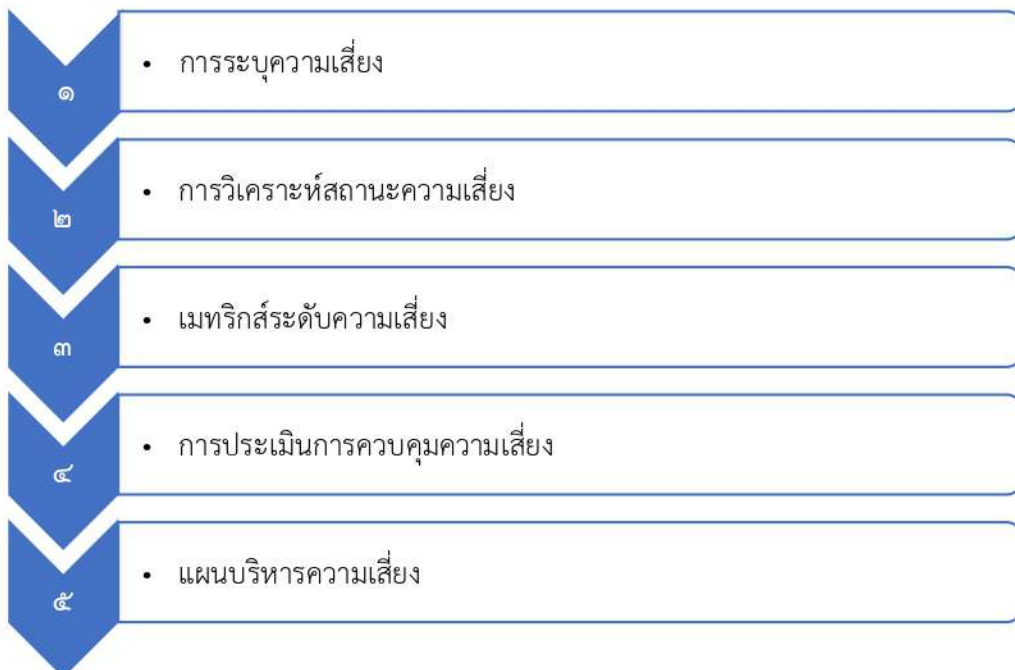 ๑
• การระบุความเสี่ยง
๒
• การวิเคราะห์สถานะความเสี่ยง
๓
• เมทริกส์ระดับความเสี่ยง
๔
• การประเมินการควบคุมความเสี่ยง
๕
• แผนบริหารความเสี่ยง